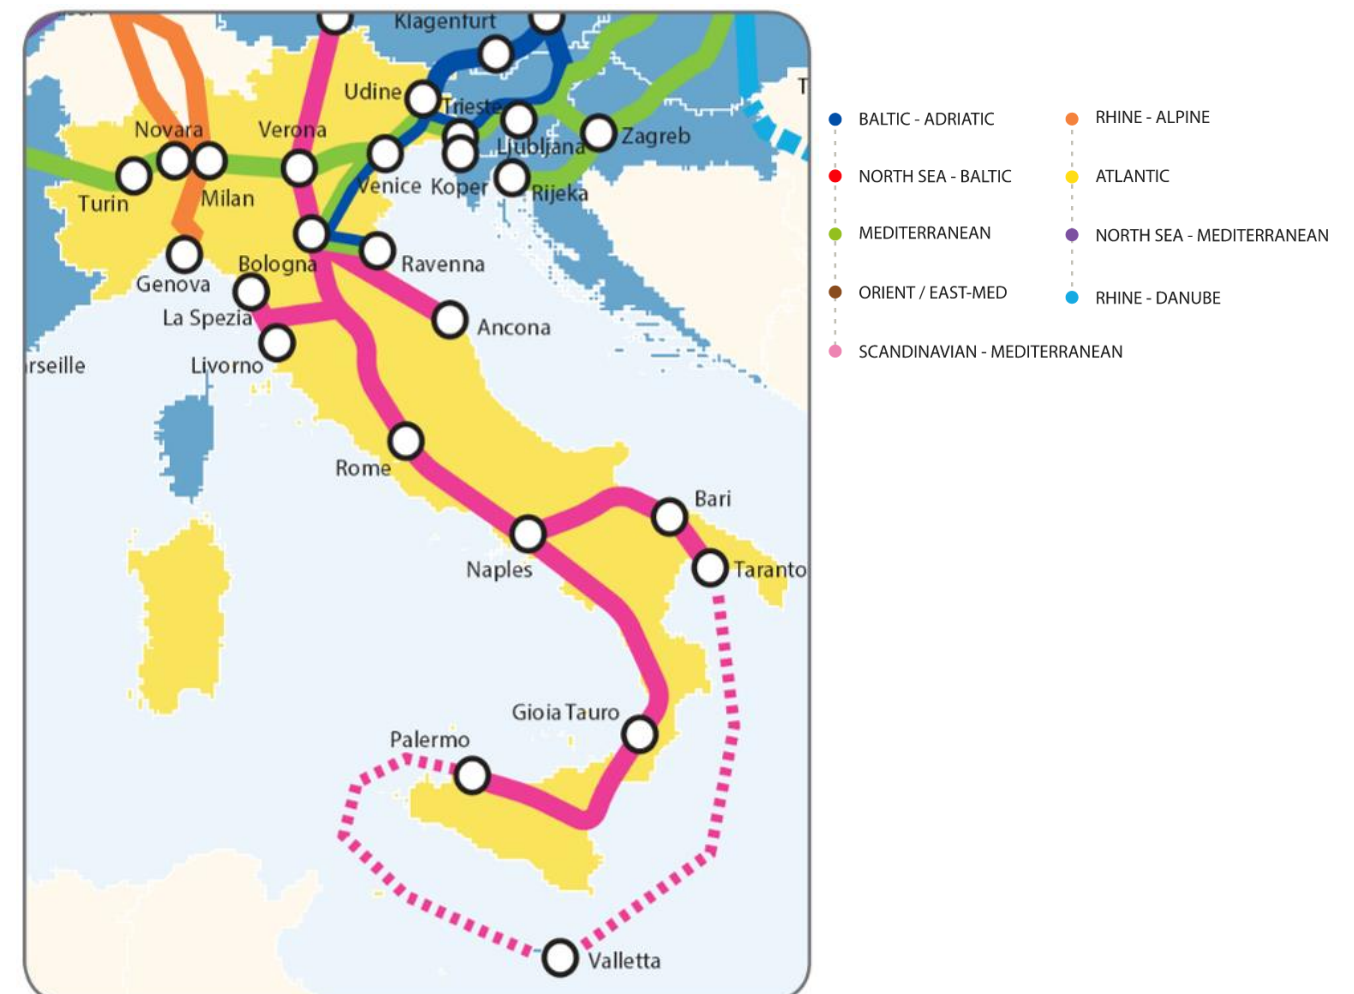 Klagenfurt
Udine
Trieste
T
Novara
Verona
Zagreb
Ljubljana
Turin
Milan
Venice
Koper
Rijeka
Bologna
Ravenna
Genova
La Spezia
Ancona
Livorno
rseille
Rome
Bari
Naples
Taranto
Gioia Tauro
Palermo
Valletta
BALTIC - ADRIATIC
NORTH SEA - BALTIC
MEDITERRANEAN
ORIENT / EAST-MED
SCANDINAVIAN - MEDITERRANEAN
RHINE - ALPINE
ATLANTIC
NORTH SEA - MEDITERRANEAN
RHINE - DANUBE